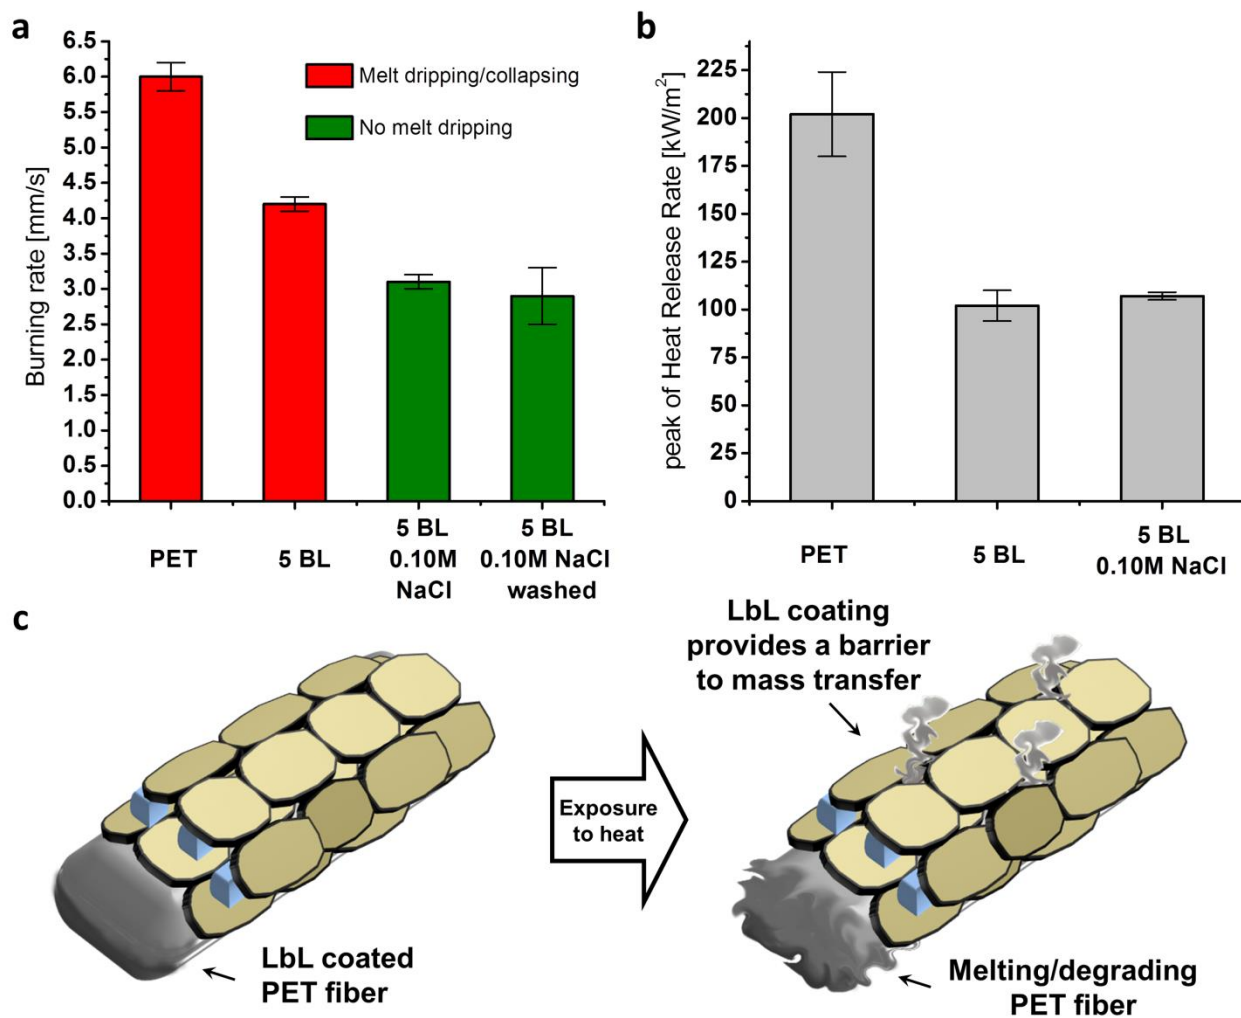 a
6.5
6.0
5.5
5.0
4.5
4.0
3.5
3.0
2.5
2.0
1.5
1.0
0.5
0.0
Burning rate [mm/s]
Melt dripping/collapsing
No melt dripping
PET
5 BL
5 BL
0.10M
NaCl
5 BL
0.10M NaCl
washed
b
225
200
175
150
125
100
75
50
25
0
peak of Heat Release Rate [kW/m²]
PET
5 BL
5 BL
0.10M NaCl
c
LbL coated
PET fiber
Exposure
to heat
LbL coating
provides a barrier
to mass transfer
Melting/degrading
PET fiber